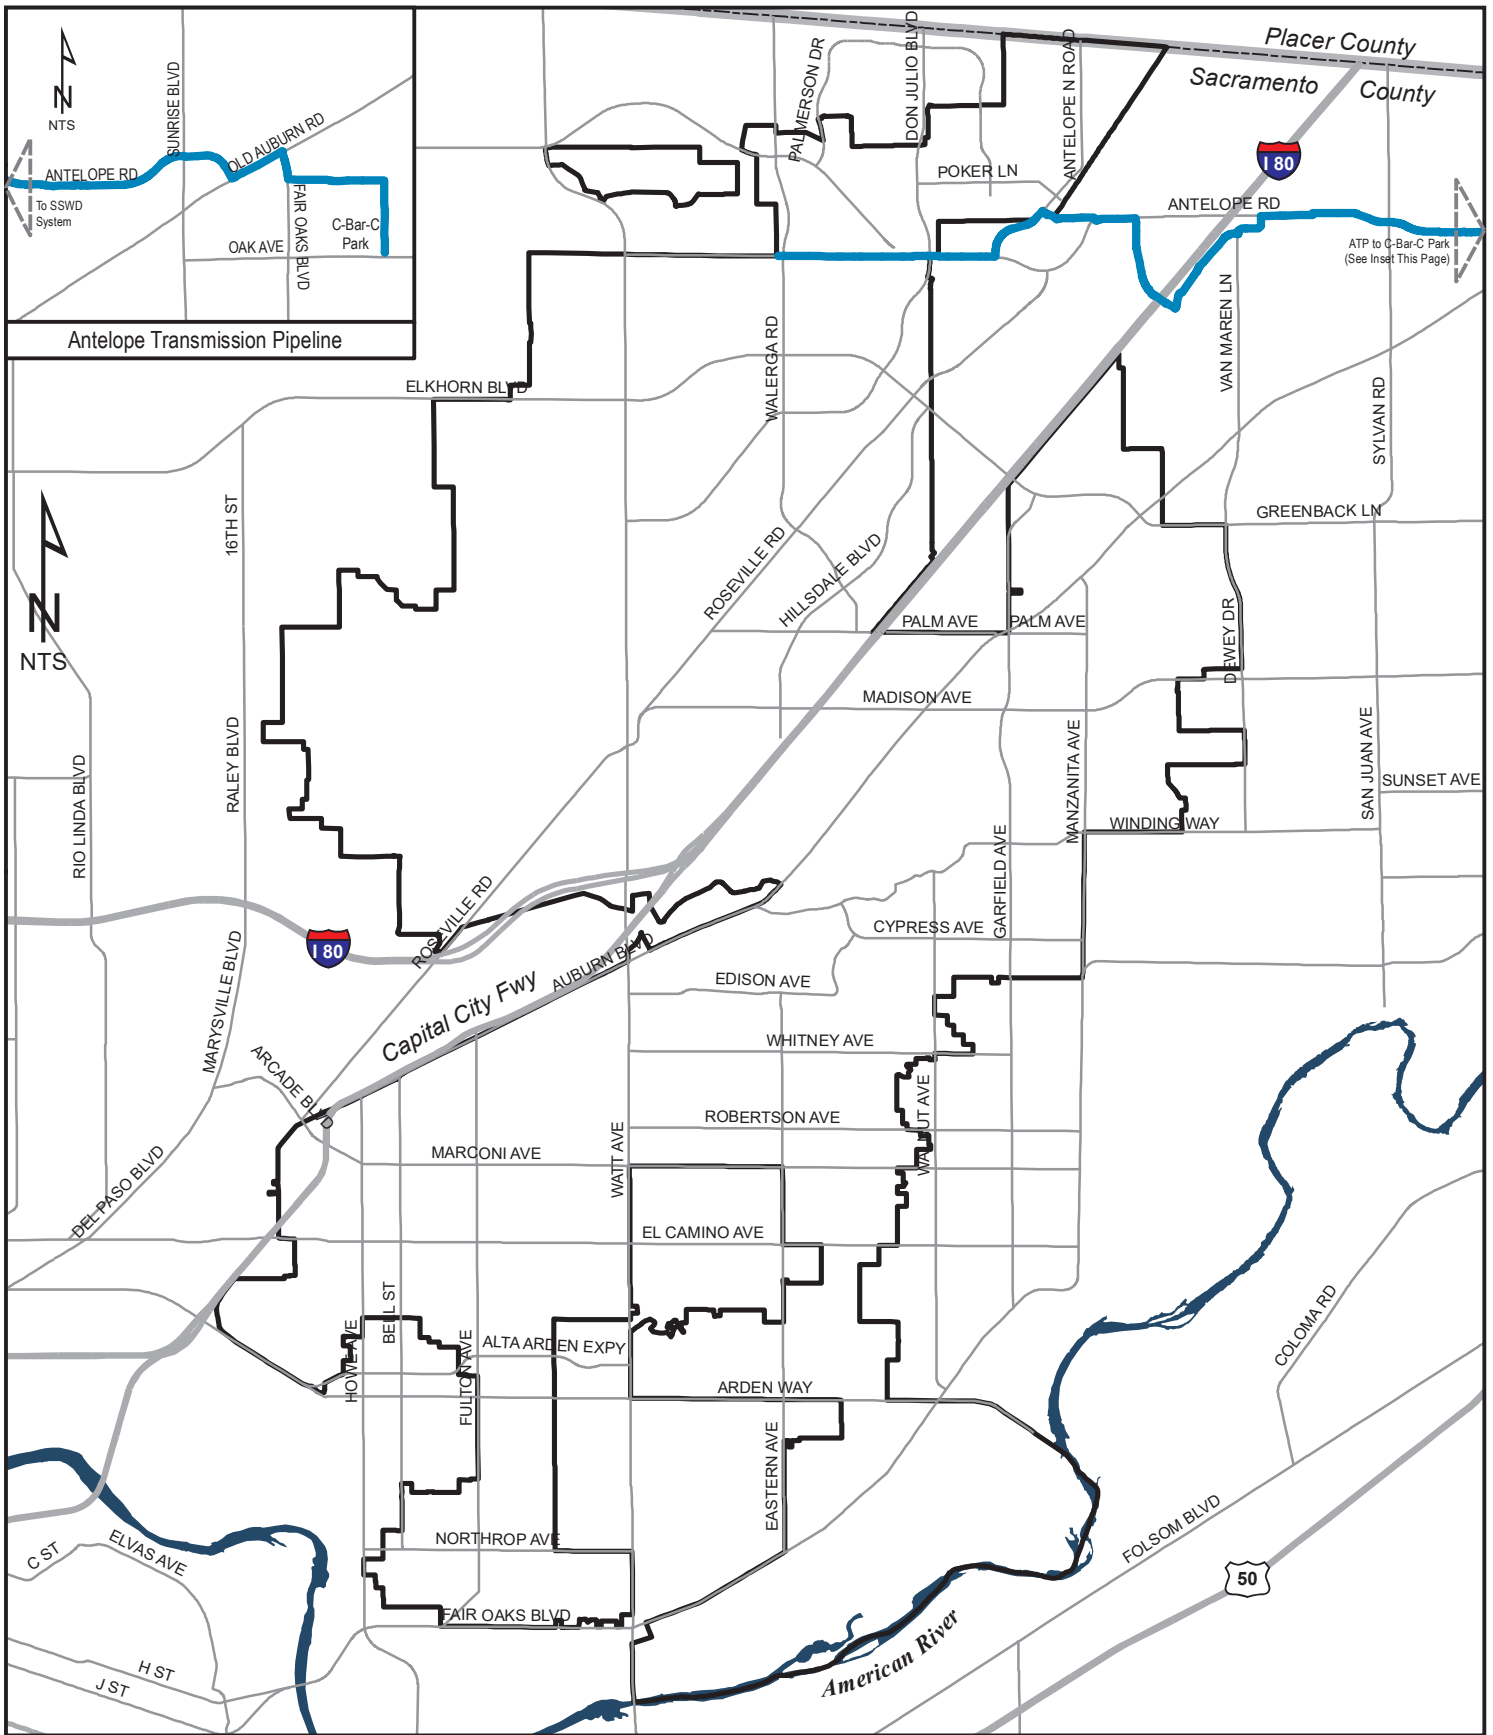 SUNRISE BLVD
OLD AUBURN RD
N
NTS
ANTELOPE RD
To SSWD
System
FAIR OAKS BLVD
C-Bar-C
Park
OAK AVE
Antelope Transmission Pipeline
PALMERSON DR
DON JULIO BLVD
ANTELOPE N ROAD
Placer County
Sacramento
County
I 80
POKER LN
ANTELOPE RD
ATP to C-Bar-C Park
(See Inset This Page)
WALERGA RD
VAN MAREN LN
SYLVAN RD
ELKHORN BLVD
16TH ST
GREENBACK LN
N
NTS
ROSEVILLE RD
HILLSDALE BLVD
PALM AVE
PALM AVE
DEWEY DR
MADISON AVE
RALEY BLVD
RIO LINDA BLVD
MANZANITA AVE
SAN JUAN AVE
SUNSET AVE
WINDING WAY
GARFIELD AVE
ROSEVILLE RD
CYPRESS AVE
I 80
AUBURN BLVD
EDISON AVE
MARYSVILLE BLVD
Capital City Fwy
WHITNEY AVE
ARCADE BLVD
WALNUT AVE
ROBERTSON AVE
MARCONI AVE
WATT AVE
DEL PASO BLVD
EL CAMINO AVE
BELL ST
HOWE AVE
FULTON AVE
ALTA ARDEN EXPY
COLOMA RD
ARDEN WAY
EASTERN AVE
NORTHROP AVE
FOLSOM BLVD
C ST
ELVAS AVE
50
FAIR OAKS BLVD
American River
H ST
J ST